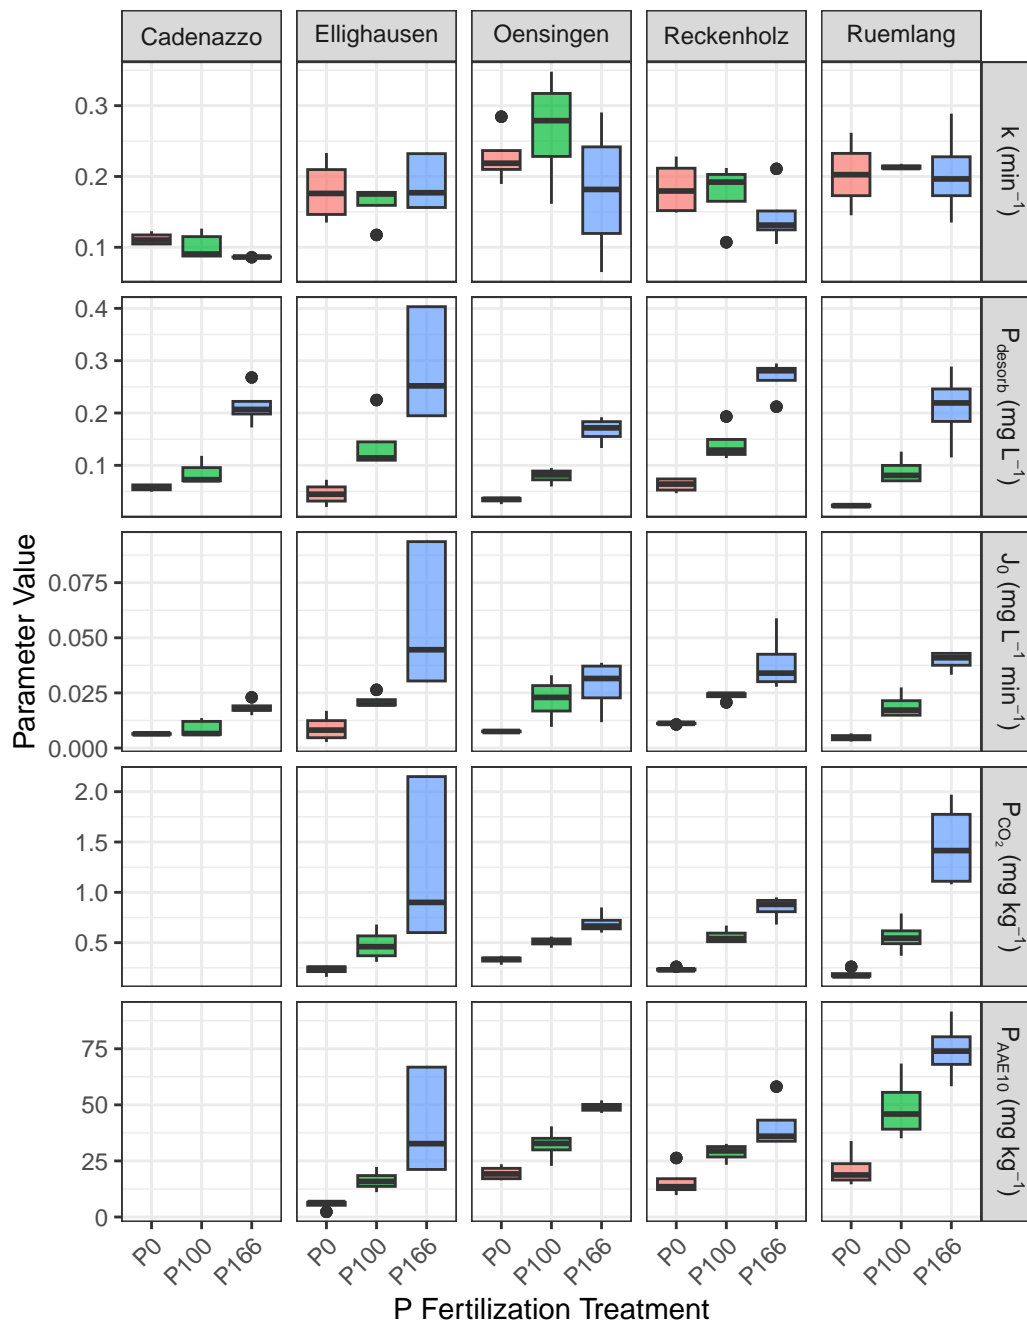 Cadenazzo Ellighausen Oensingen Reckenholz Ruemlang
0.3
0.2
0.1
k (min⁻¹)
0.4
0.3
0.2
0.1
P_desorb (mg L⁻¹)
0.075
0.050
0.025
0.000
J₀ (mg L⁻¹ min⁻¹)
2.0
1.5
1.0
0.5
P_CO₂ (mg kg⁻¹)
75
50
25
0
P_AAE10 (mg kg⁻¹)
Parameter Value
P0 P100 P166 P0 P100 P166 P0 P100 P166 P0 P100 P166 P0 P100 P166
P Fertilization Treatment